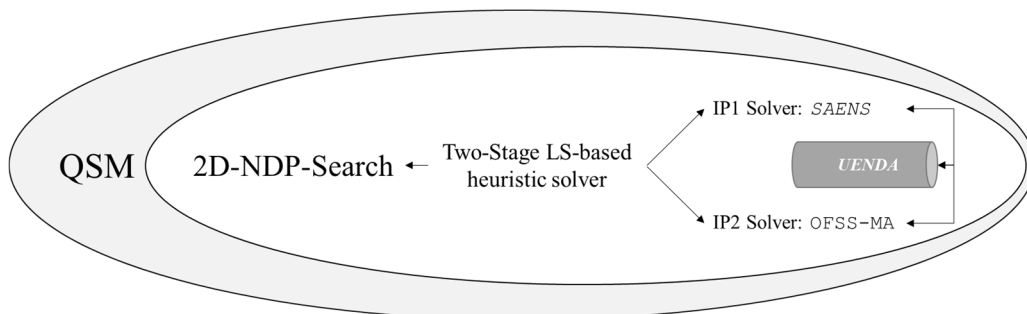 IP1 Solver: SAENS
QSM
2D-NDP-Search
Two-Stage LS-based
heuristic solver
UENDA
IP2 Solver: OFSS-MA